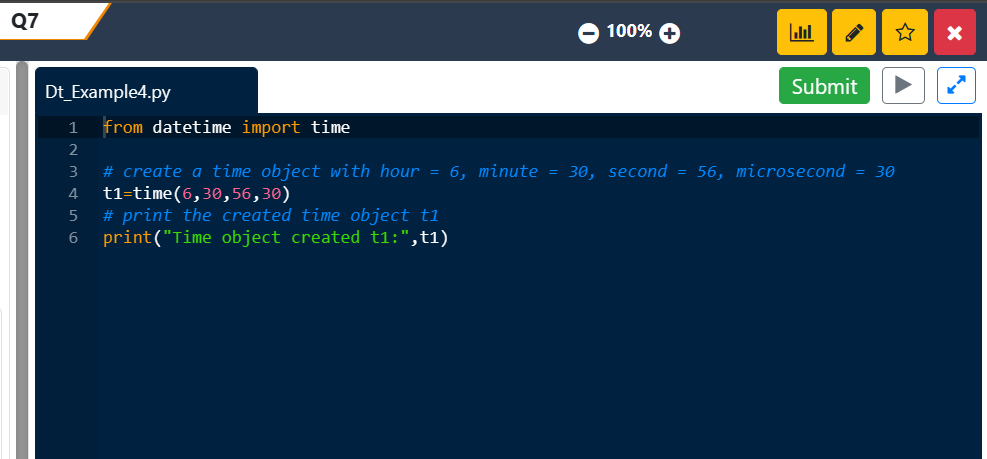 Q7
100%
Submit
Dt_Example4.py
1 from datetime import time
2
3 # create a time object with hour = 6, minute = 30, second = 56, microsecond = 30
4 t1=time(6,30,56,30)
5 # print the created time object t1
6 print("Time object created t1:",t1)